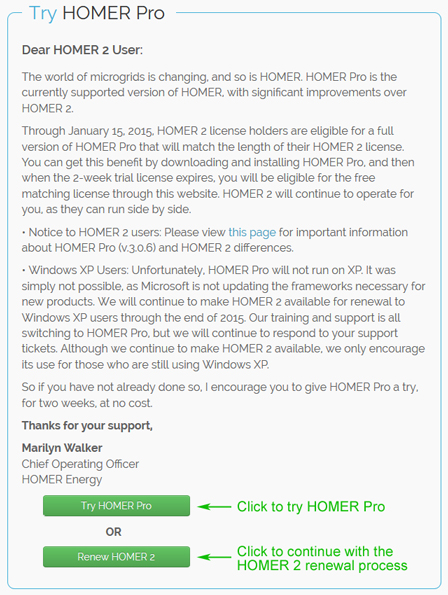 Try HOMER Pro
Dear HOMER 2 User:
The world of microgrids is changing, and so is HOMER. HOMER Pro is the
currently supported version of HOMER, with significant improvements over
HOMER 2.
Through January 15, 2015, HOMER 2 license holders are eligible for a full
version of HOMER Pro that will match the length of their HOMER 2 license.
You can get this benefit by downloading and installing HOMER Pro, and then
when the 2-week trial license expires, you will be eligible for the free
matching license through this website. HOMER 2 will continue to operate for
you, as they can run side by side.
• Notice to HOMER 2 users: Please view this page for important information
about HOMER Pro (v.3.0.6) and HOMER 2 differences.
• Windows XP Users: Unfortunately, HOMER Pro will not run on XP. It was
simply not possible, as Microsoft is not updating the frameworks necessary for
new products. We will continue to make HOMER 2 available for renewal to
Windows XP users through the end of 2015. Our training and support is all
switching to HOMER Pro, but we will continue to respond to your support
tickets. Although we continue to make HOMER 2 available, we only encourage
its use for those who are still using Windows XP.
So if you have not already done so, I encourage you to give HOMER Pro a try,
for two weeks, at no cost.
Thanks for your support,
Marilyn Walker
Chief Operating Officer
HOMER Energy
Try HOMER Pro
Click to try HOMER Pro
OR
Renew HOMER 2
Click to continue with the
HOMER 2 renewal process